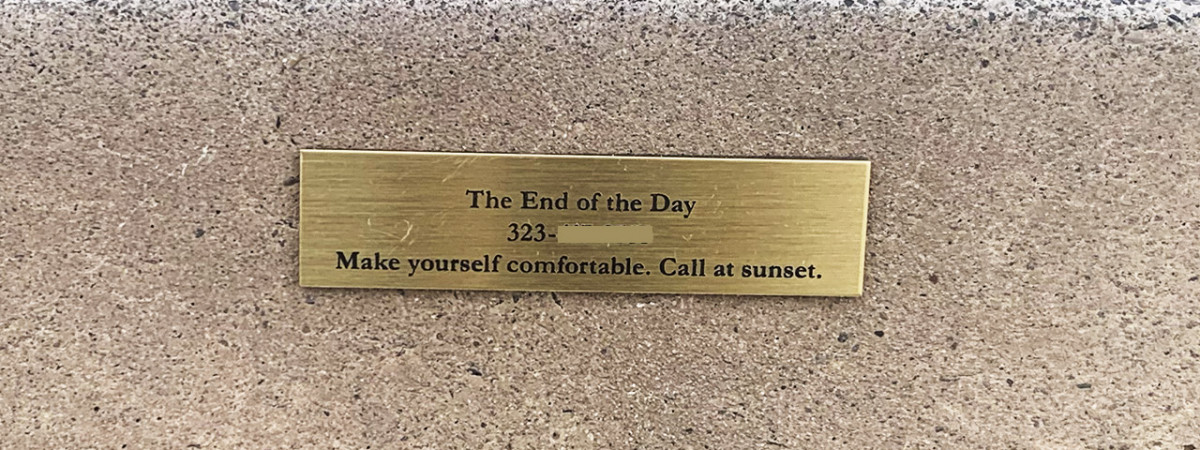 The End of the Day
323-
Make yourself comfortable. Call at sunset.